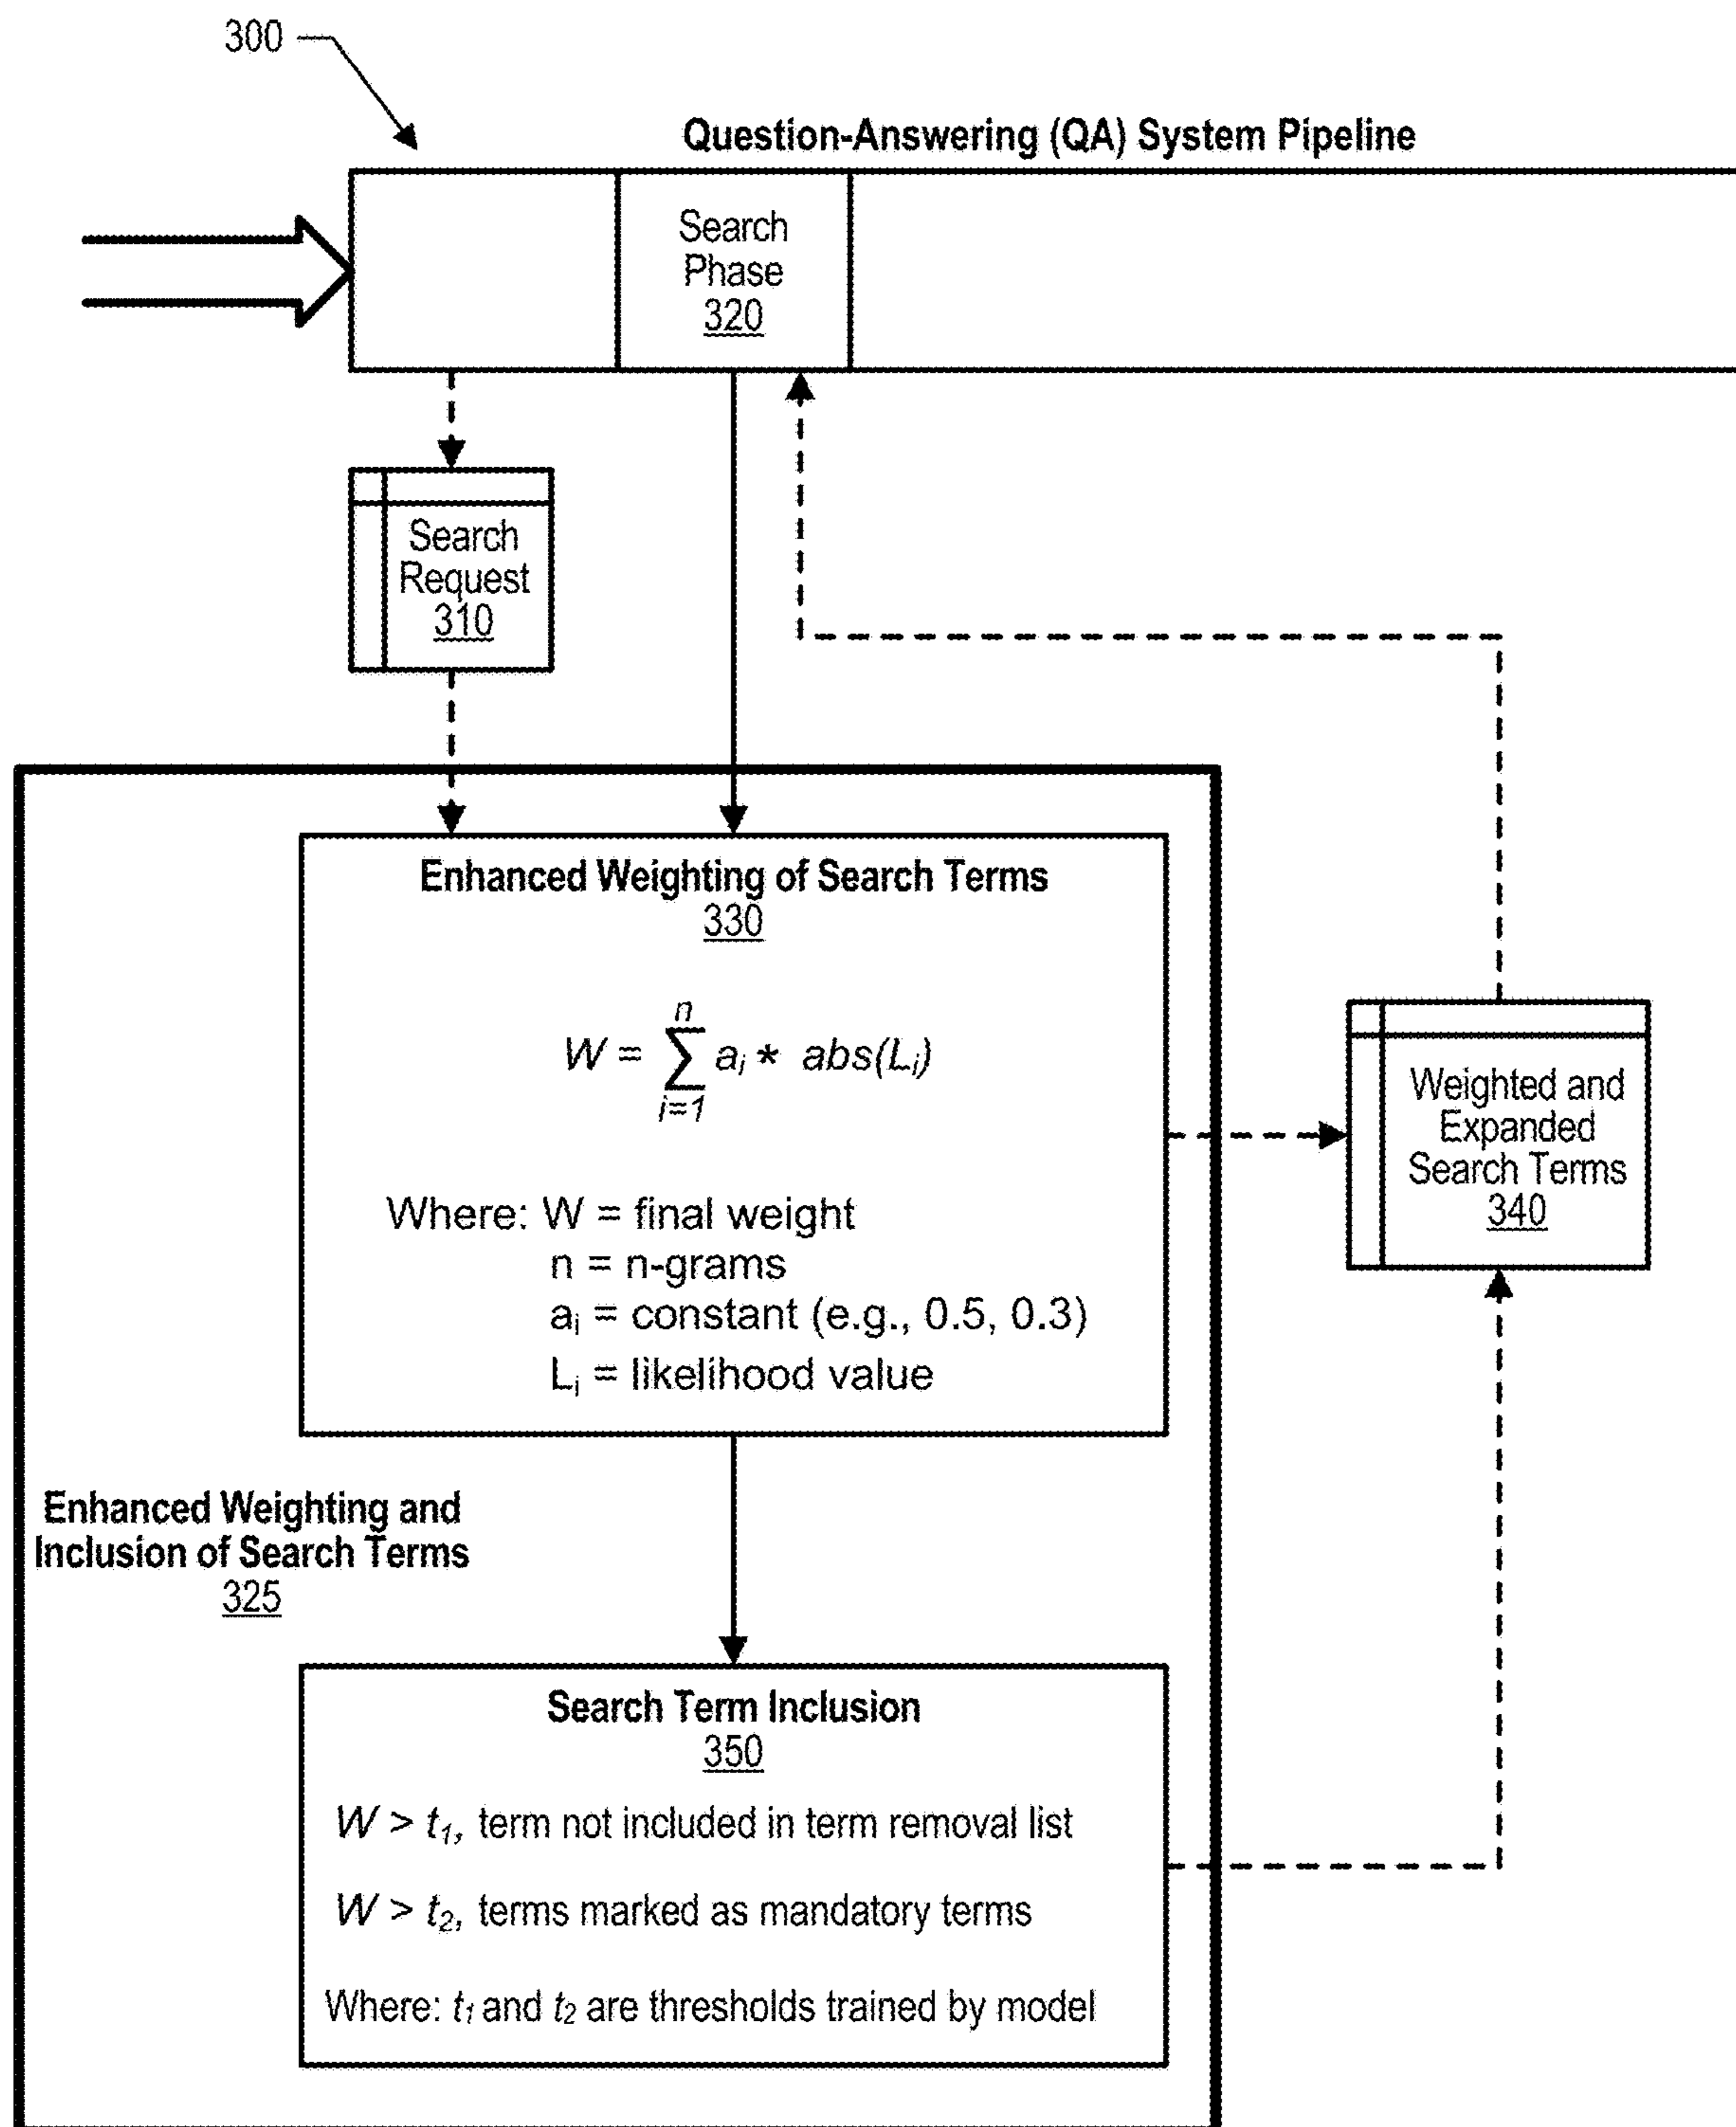 300
Question-Answering (QA) System Pipeline
Search
Phase
320
Search
Request
310
Enhanced Weighting of Search Terms
330
n
W = ∑ aᵢ * abs(Lᵢ)
i=1
Where: W = final weight
n = n-grams
aᵢ = constant (e.g., 0.5, 0.3)
Lᵢ = likelihood value
Weighted and
Expanded
Search Terms
340
Enhanced Weighting and
Inclusion of Search Terms
325
Search Term Inclusion
350
W > t₁, term not included in term removal list
W > t₂, terms marked as mandatory terms
Where: t₁ and t₂ are thresholds trained by model